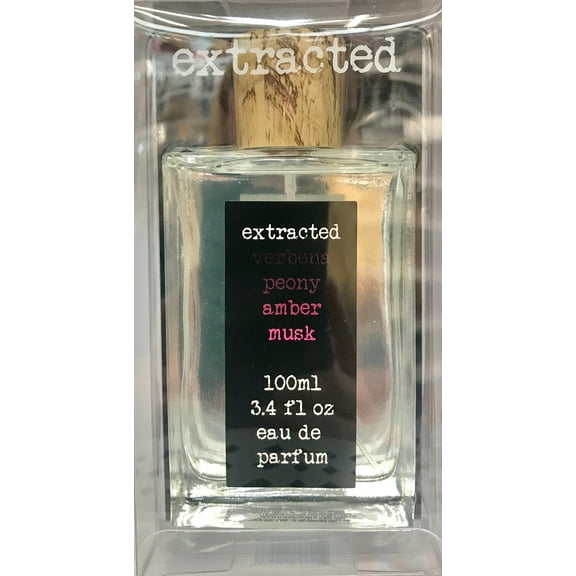 extracted
extracted
verbena
peony
amber
musk
100ml
3.4 fl oz
eau de
parfum